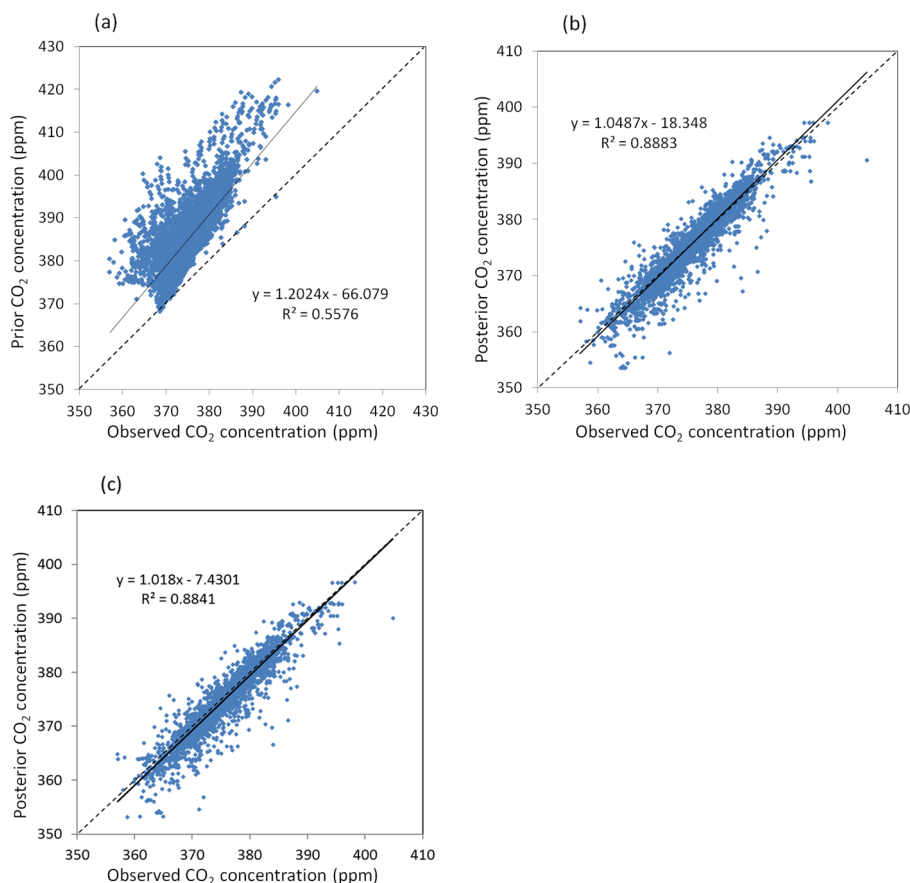 (a)
430
420
410
400
390
380
370
360
350
Prior CO₂ concentration (ppm)
y = 1.2024x - 66.079
R² = 0.5576
350 360 370 380 390 400 410 420 430
Observed CO₂ concentration (ppm)
(b)
410
400
390
380
370
360
350
Posterior CO₂ concentration (ppm)
y = 1.0487x - 18.348
R² = 0.8883
350 360 370 380 390 400 410
Observed CO₂ concentration (ppm)
(c)
410
400
390
380
370
360
350
Posterior CO₂ concentration (ppm)
y = 1.018x - 7.4301
R² = 0.8841
350 360 370 380 390 400 410
Observed CO₂ concentration (ppm)